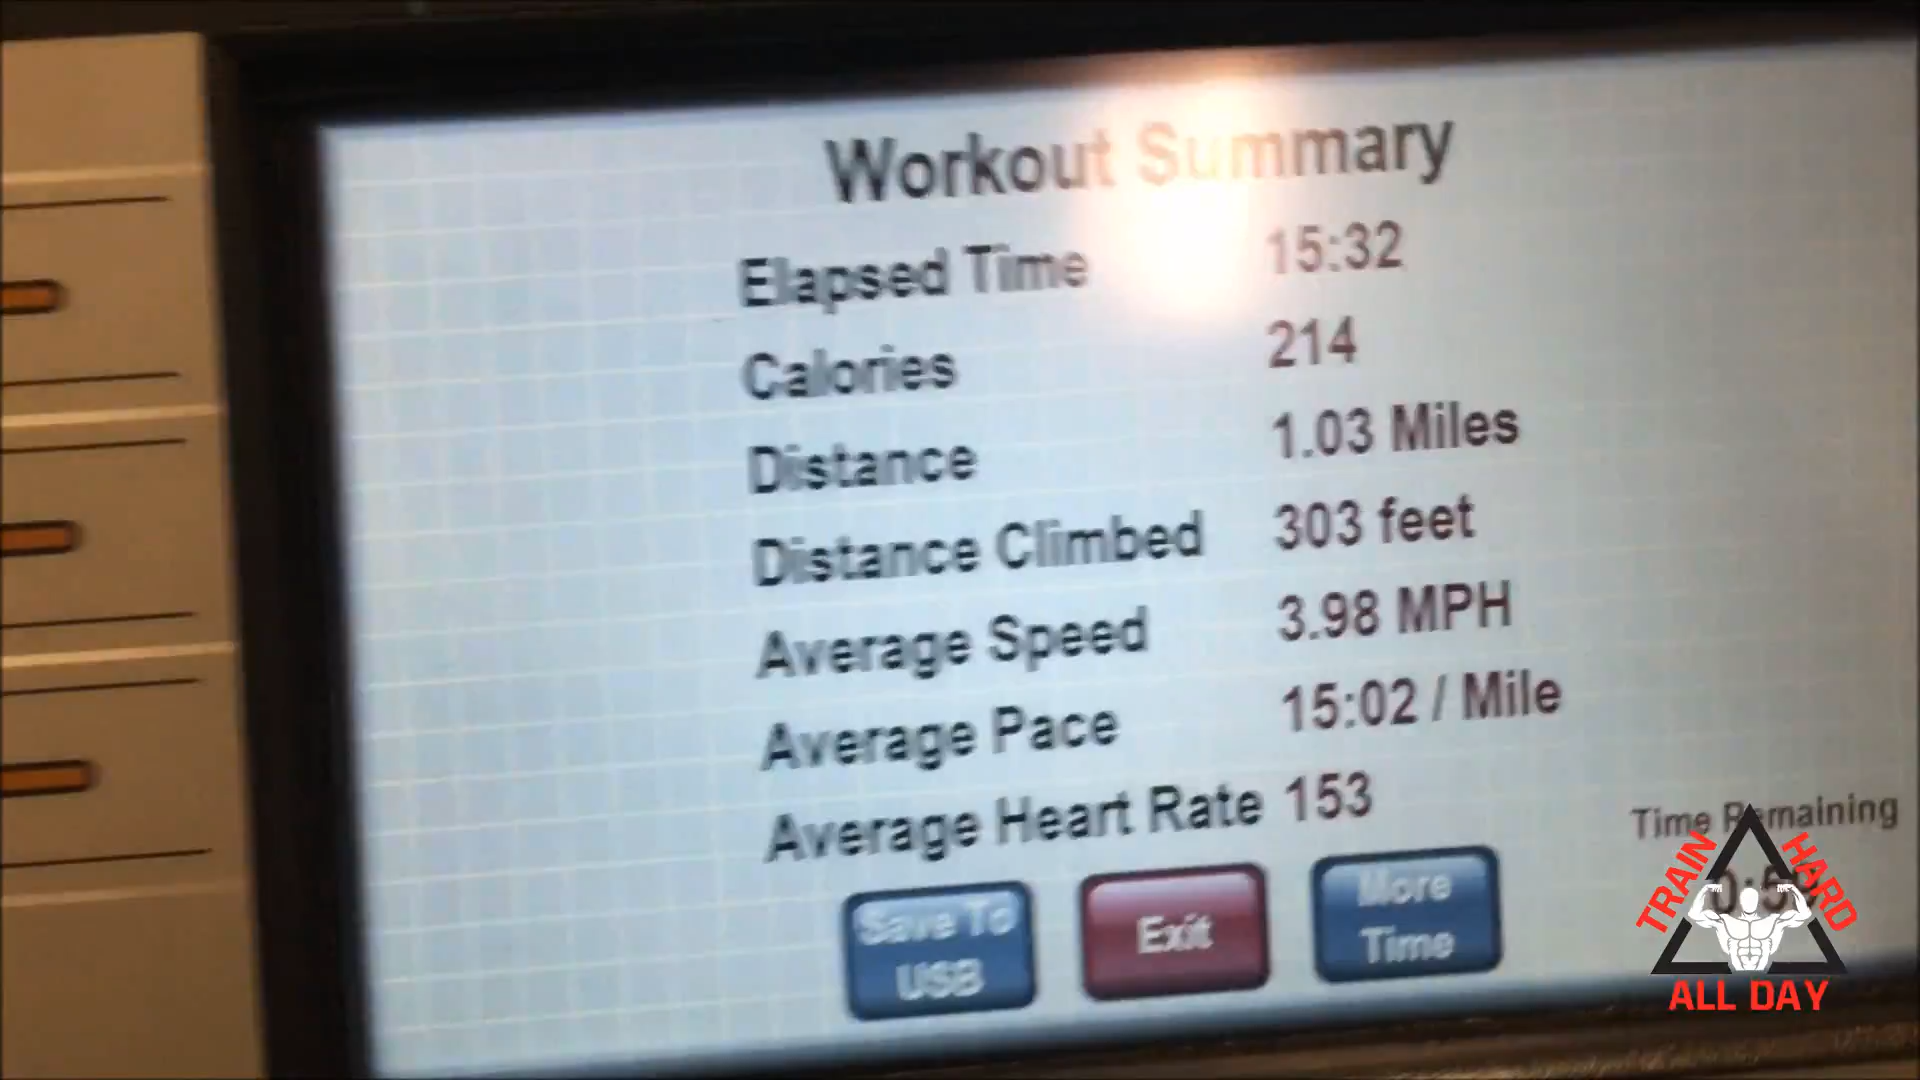 Workout Summary
Elapsed Time 15:32
Calories 214
Distance 1.03 Miles
Distance Climbed 303 feet
Average Speed 3.98 MPH
Average Pace 15:02 / Mile
Average Heart Rate 153
Time Remaining
Save To
USB
Exit
More
Time
TRAIN
HARD
ALL DAY